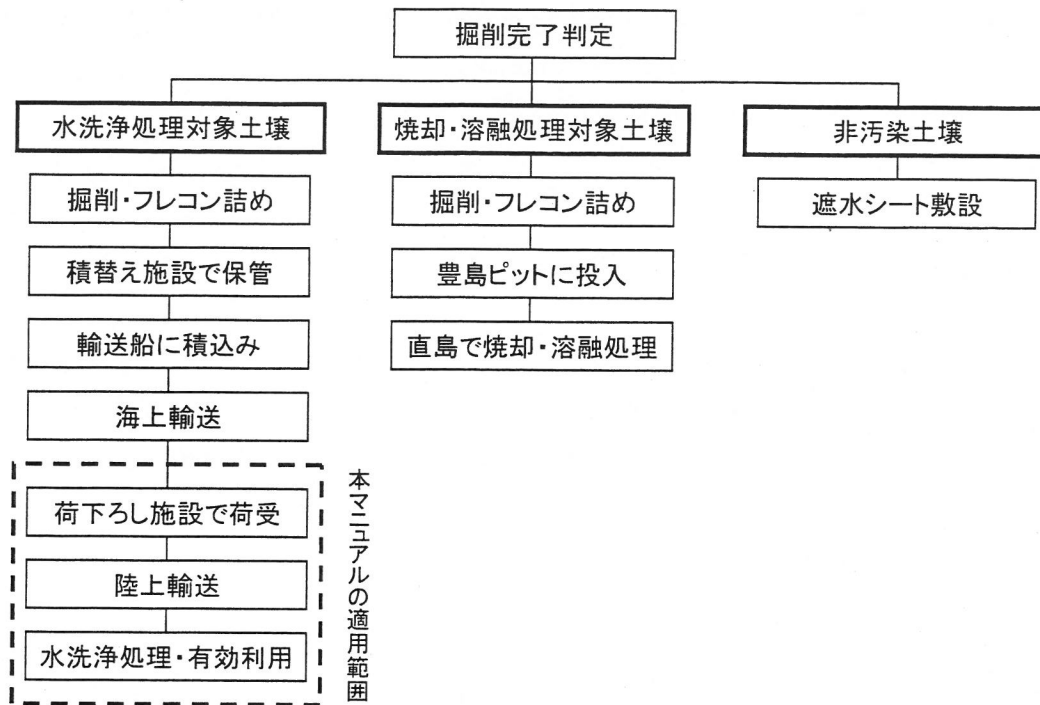 掘削完了判定
水洗浄処理対象土壌
焼却・溶融処理対象土壌
非汚染土壌
掘削・フレコン詰め
掘削・フレコン詰め
遮水シート敷設
積替え施設で保管
豊島ピットに投入
輸送船に積込み
直島で焼却・溶融処理
海上輸送
荷下ろし施設で荷受
陸上輸送
水洗浄処理・有効利用
本マニュアルの適用範囲